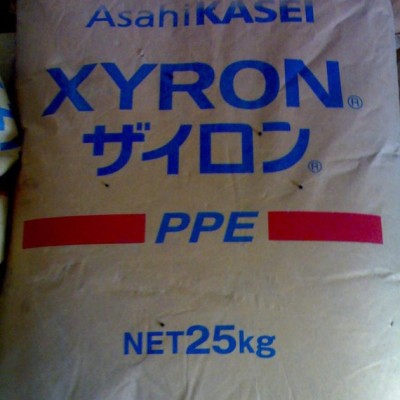 AsahiKASEI
XYRON®
ザイロン®
PPE
NET25kg